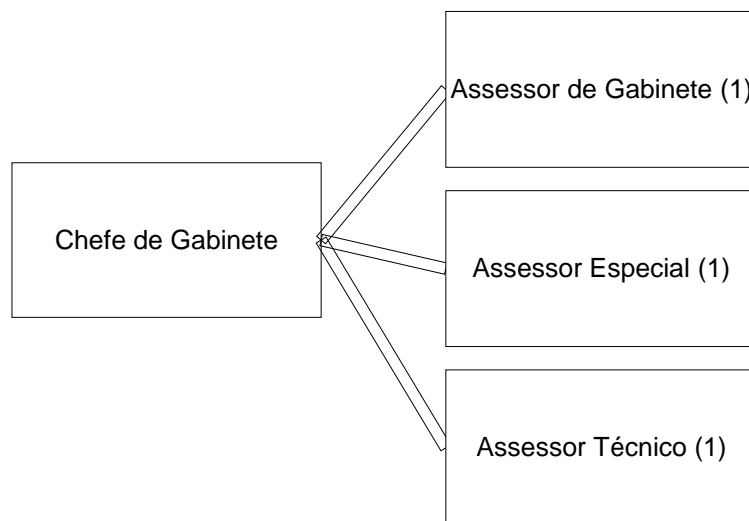 Assessor de Gabinete (1)
Chefe de Gabinete
Assessor Especial (1)
Assessor Técnico (1)